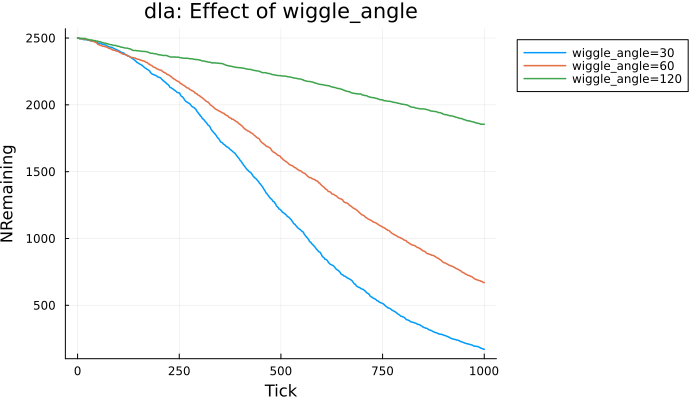 dla: Effect of wiggle_angle
NRemaining
2500
2000
1500
1000
500
0
250
500
750
1000
Tick
wiggle_angle=30
wiggle_angle=60
wiggle_angle=120